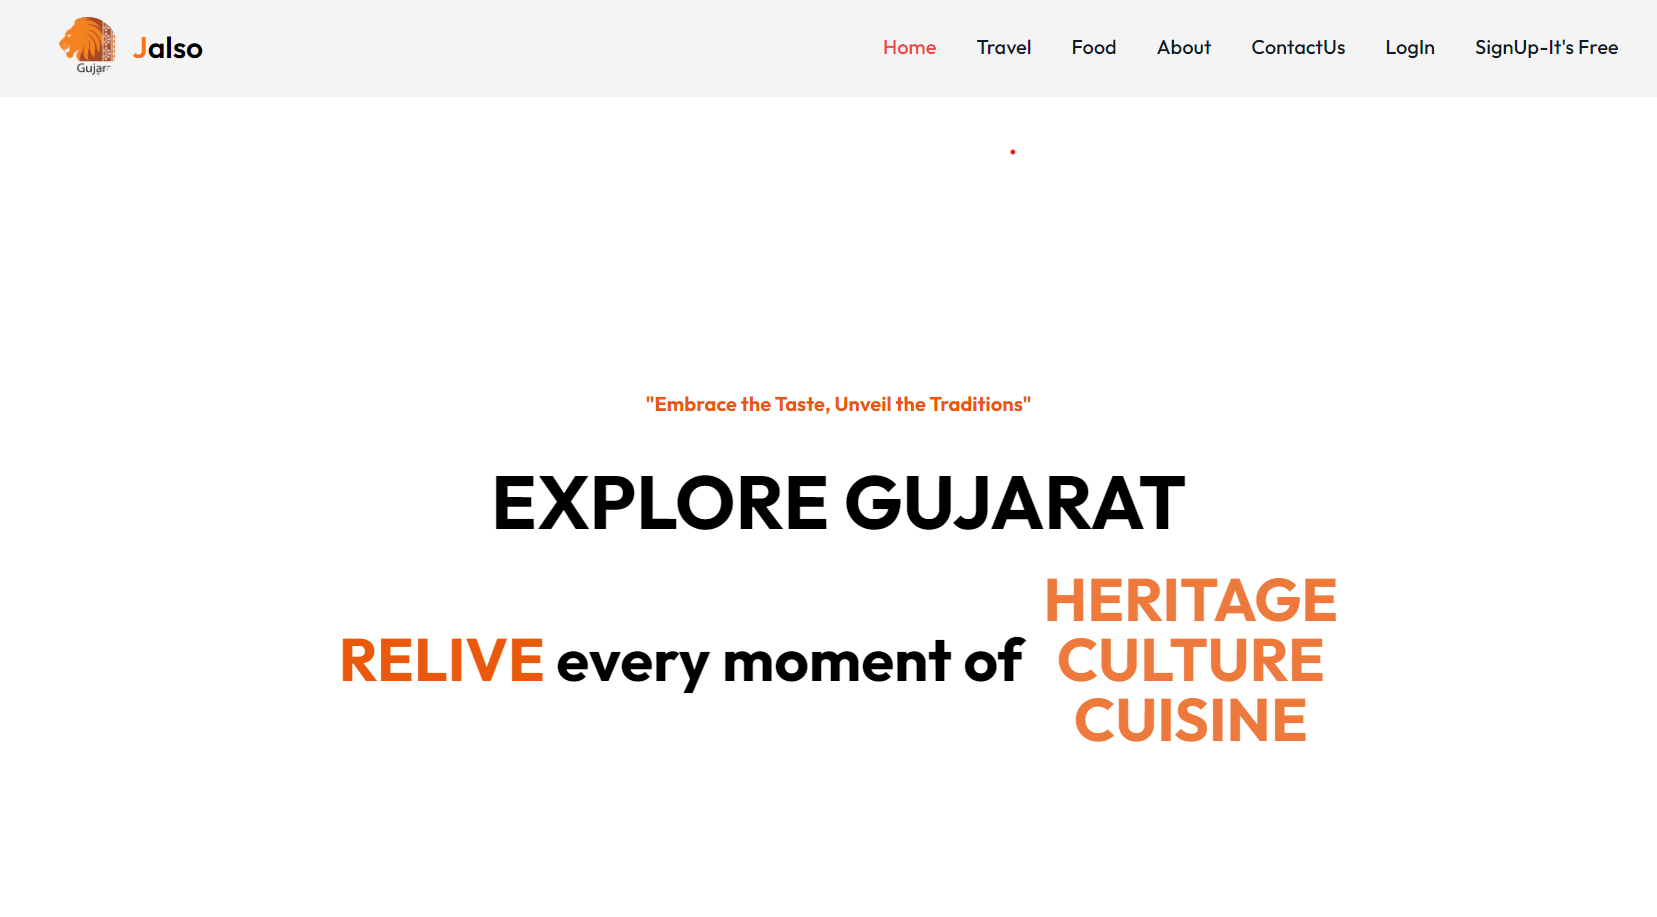 Jalso
Home Travel Food About ContactUs LogIn SignUp-It's Free
"Embrace the Taste, Unveil the Traditions"
EXPLORE GUJARAT
HERITAGE
RELIVE every moment of CULTURE
CUISINE